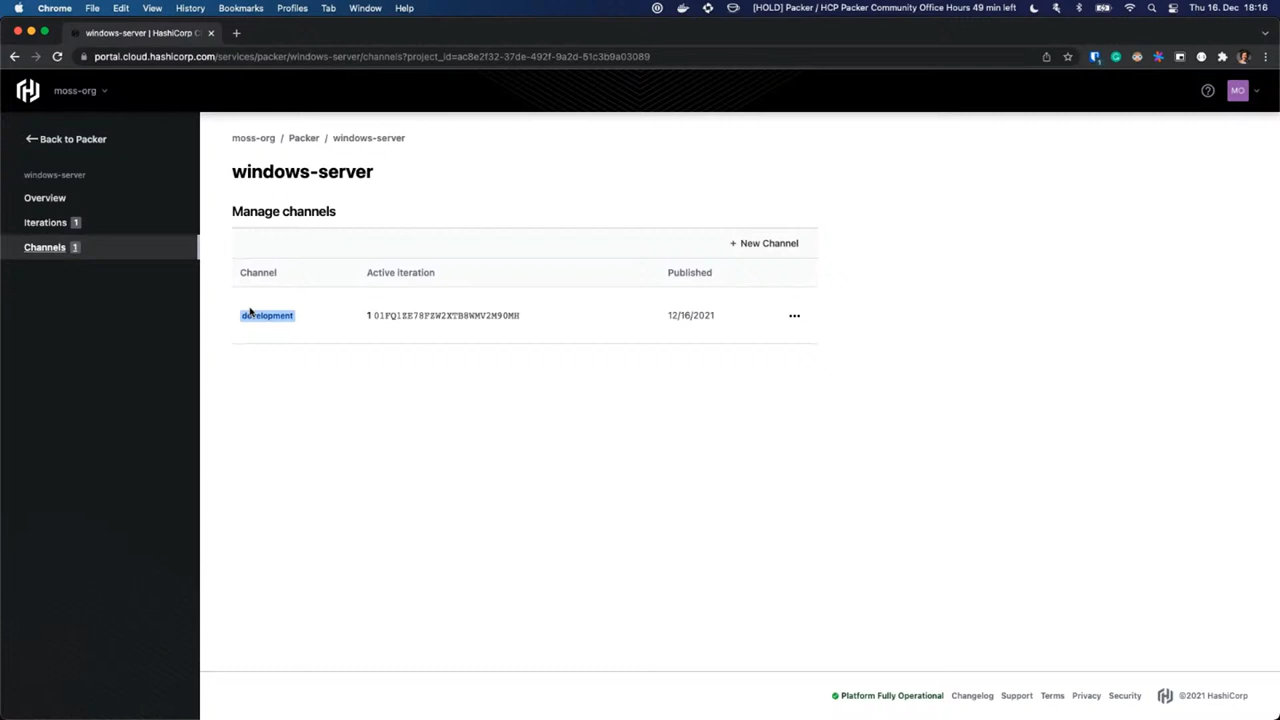 Chrome File Edit View History Bookmarks Profiles Tab Window Help [HOLD] Packer / HCP Packer Community Office Hours 49 min left Thu 16. Dec 18:16
windows-server | HashiCorp C
portal.cloud.hashicorp.com/services/packer/windows-server/channels?project_id=ac8e2f32-37de-492f-9a2d-51c3b9a03089
moss-org MO
Back to Packer
windows-server
Overview
Iterations 1
Channels 1
moss-org / Packer / windows-server
windows-server
Manage channels
+ New Channel
Channel Active iteration Published
development 1 01FQ1ZE78FZW2XTB8WMV2M90MH 12/16/2021
Platform Fully Operational Changelog Support Terms Privacy Security ©2021 HashiCorp